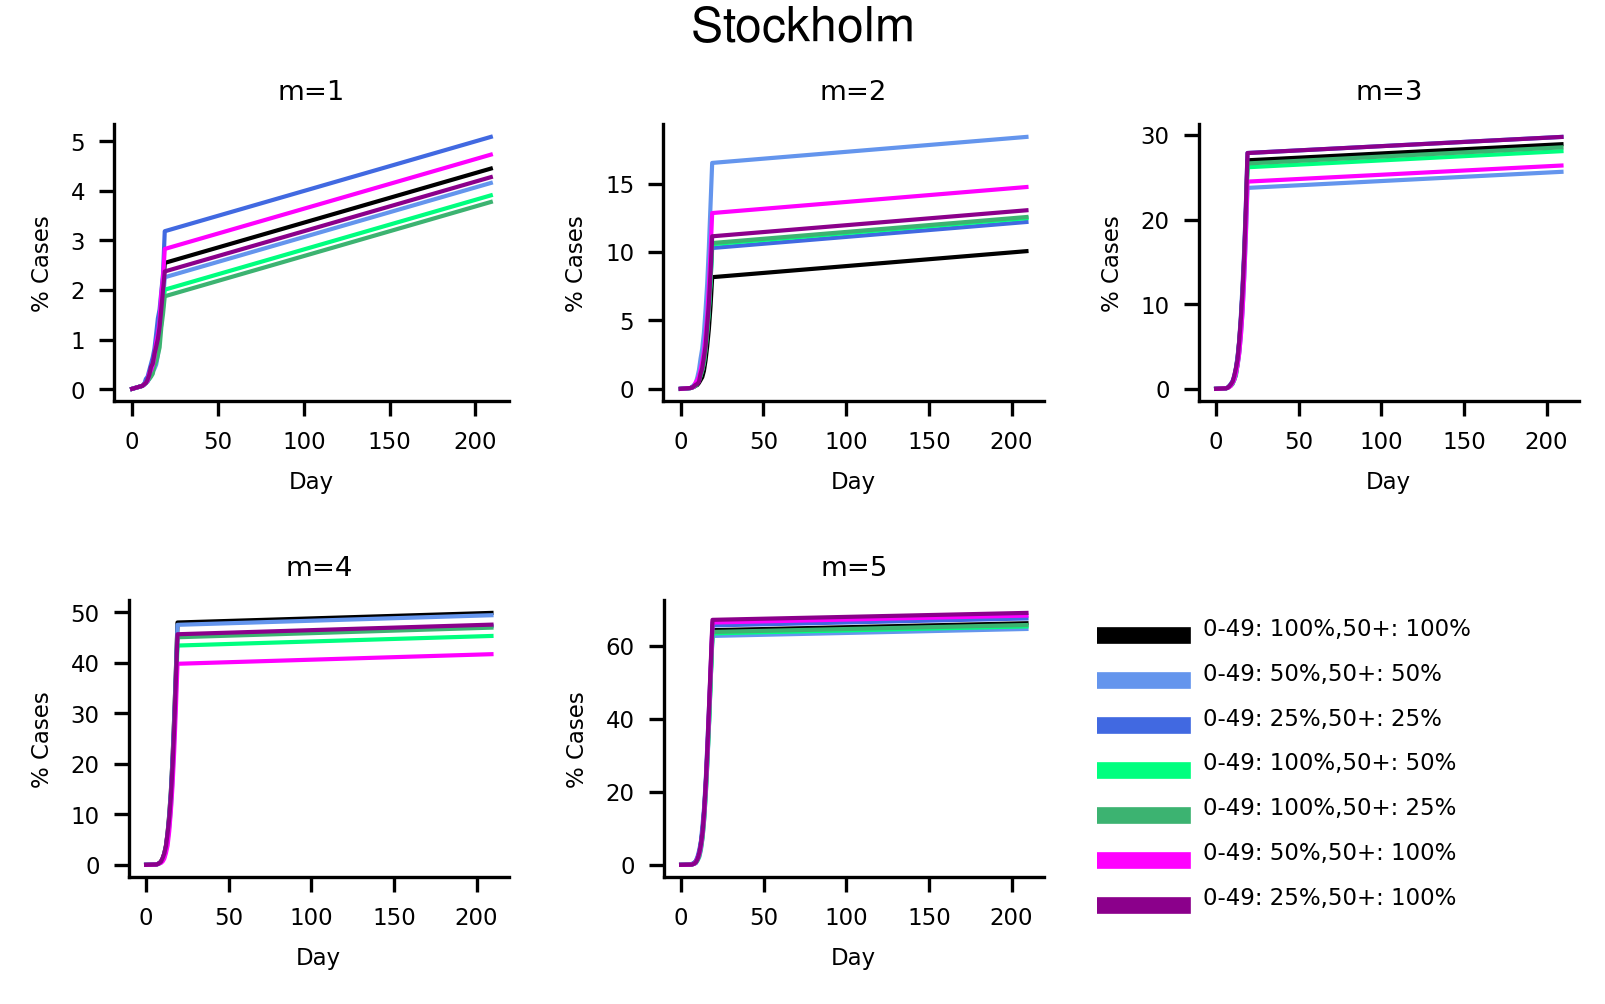 Stockholm
m=1
m=2
m=3
5
4
3
2
1
0
% Cases
0 50 100 150 200
Day
15
10
5
0
% Cases
0 50 100 150 200
Day
30
20
10
0
% Cases
0 50 100 150 200
Day
m=4
m=5
50
40
30
20
10
0
% Cases
0 50 100 150 200
Day
60
40
20
0
% Cases
0 50 100 150 200
Day
0-49: 100%,50+: 100%
0-49: 50%,50+: 50%
0-49: 25%,50+: 25%
0-49: 100%,50+: 50%
0-49: 100%,50+: 25%
0-49: 50%,50+: 100%
0-49: 25%,50+: 100%